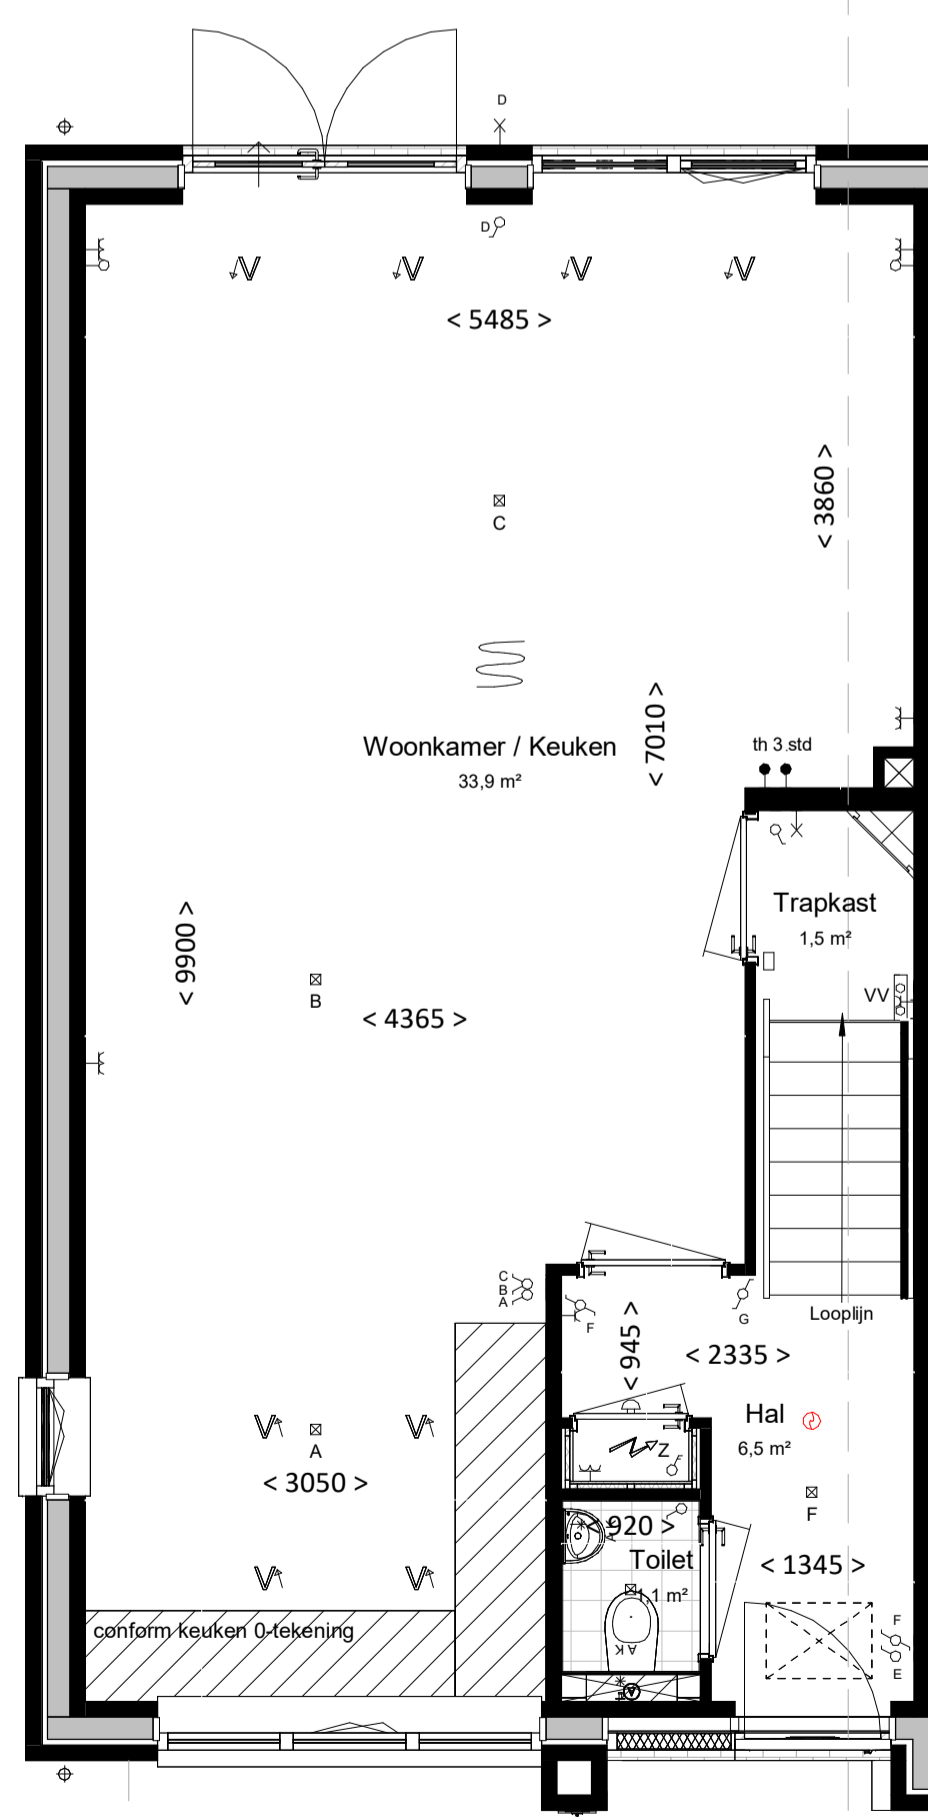 D
D
V
V
V
V
< 5485 >
< 3860 >
C
< 7010 >
Woonkamer / Keuken
33,9 m²
th 3.std
Trapkast
1,5 m²
< 9900 >
B
VV
< 4365 >
C
B
A
F
G
Looplijn
< 945 >
< 2335 >
Hal
6,5 m²
V
A
V
Z
< 3050 >
F
< 920 >
Toilet
1,1 m²
< 1345 >
V
V
conform keuken 0-tekening
AK
F
E